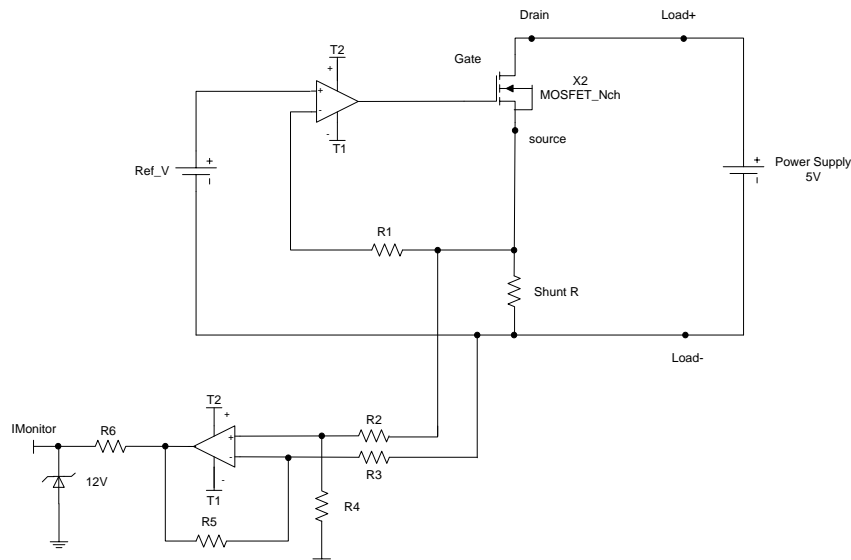 Drain
Load+
T2
Gate
+
X2
MOSFET_Nch
+
-
-
T1
source
+
Ref_V
-
+
Power Supply
5V
-
R1
Shunt R
Load-
T2
+
IMonitor
R6
R2
+
-
R3
12V
T1
-
R4
R5